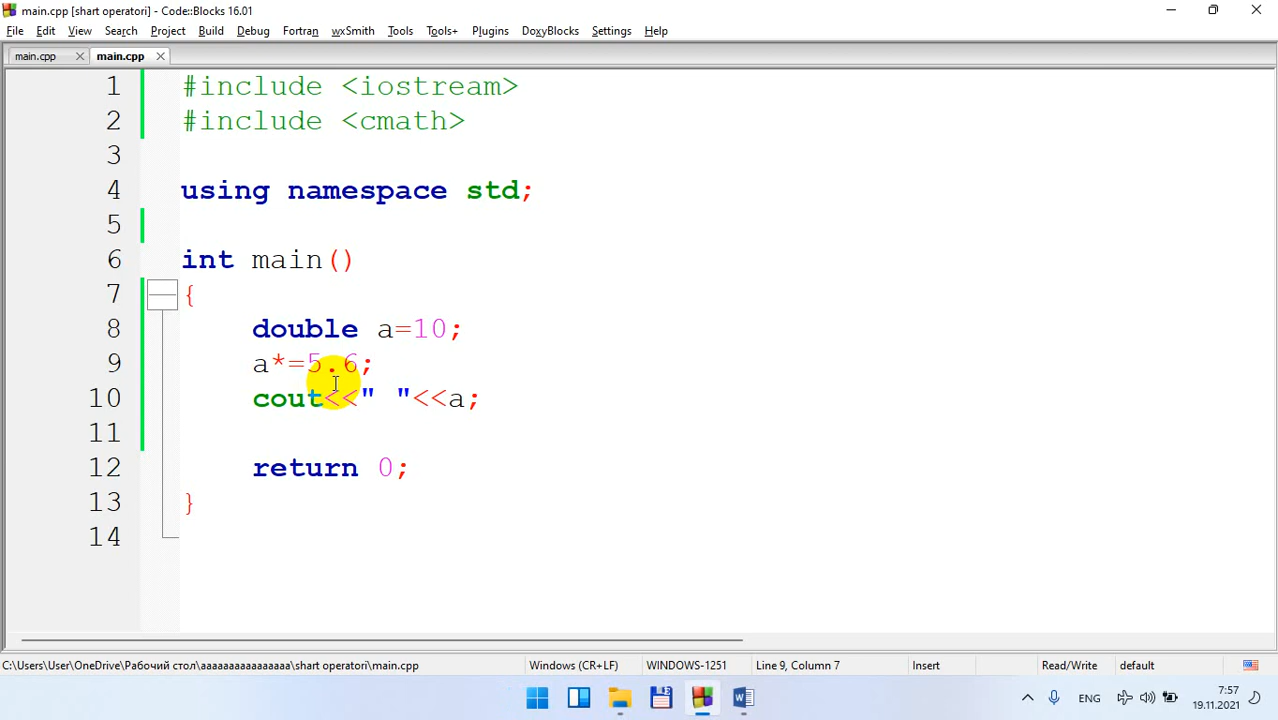 main.cpp [shart operatori] - Code::Blocks 16.01
File Edit View Search Project Build Debug Fortran wxSmith Tools Tools+ Plugins DoxyBlocks Settings Help
main.cpp main.cpp
1 #include <iostream>
2 #include <cmath>
3
4 using namespace std;
5
6 int main()
7 {
8 double a=10;
9 a*=5.6;
10 cout<<" "<<a;
11
12 return 0;
13 }
14
C:\Users\User\OneDrive\Рабочий стол\aaaaaaaaaaaaaaaa\shart operatori\main.cpp Windows (CR+LF) WINDOWS-1251 Line 9, Column 7 Insert Read/Write default
ENG 7:57
19.11.2021